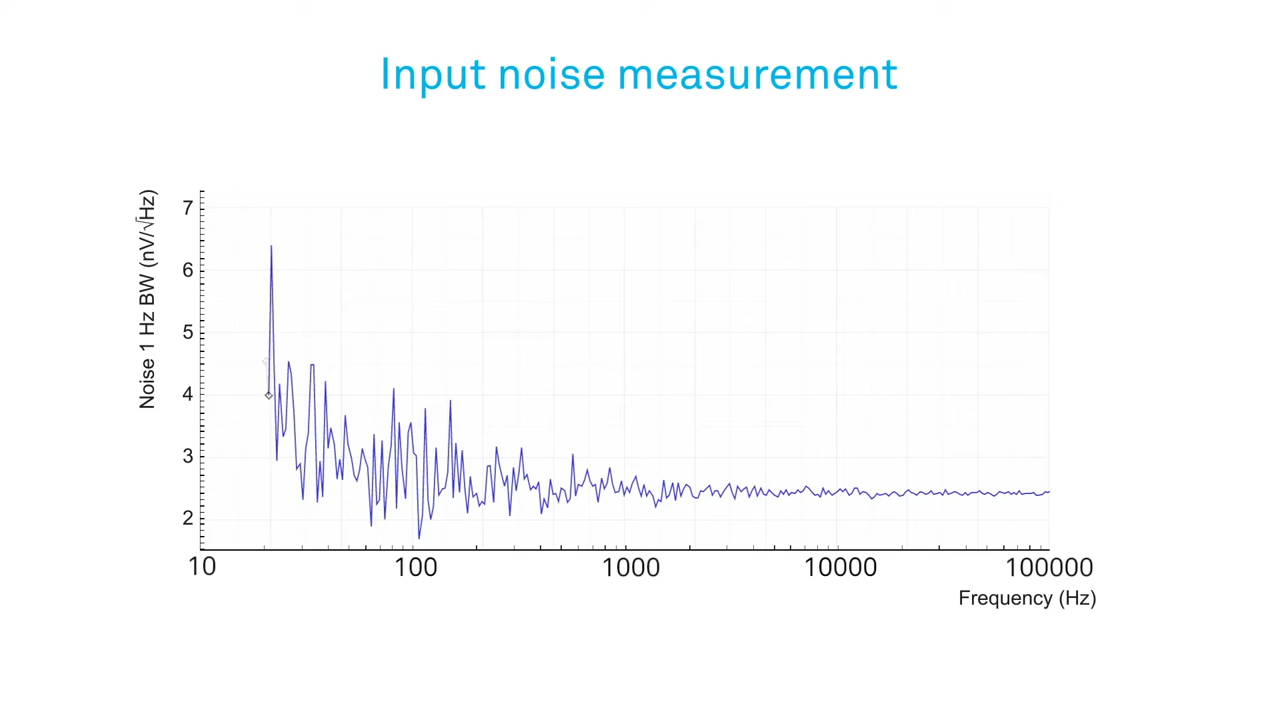 Input noise measurement
Noise 1 Hz BW (nV/√Hz)
7
6
5
4
3
2
10 100 1000 10000 100000
Frequency (Hz)